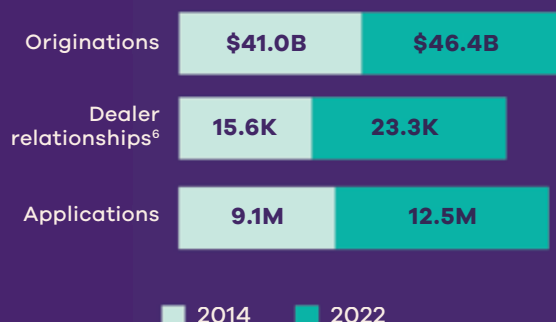 Originations $41.0B $46.4B
Dealer
relationships⁶ 15.6K 23.3K
Applications 9.1M 12.5M
2014 2022